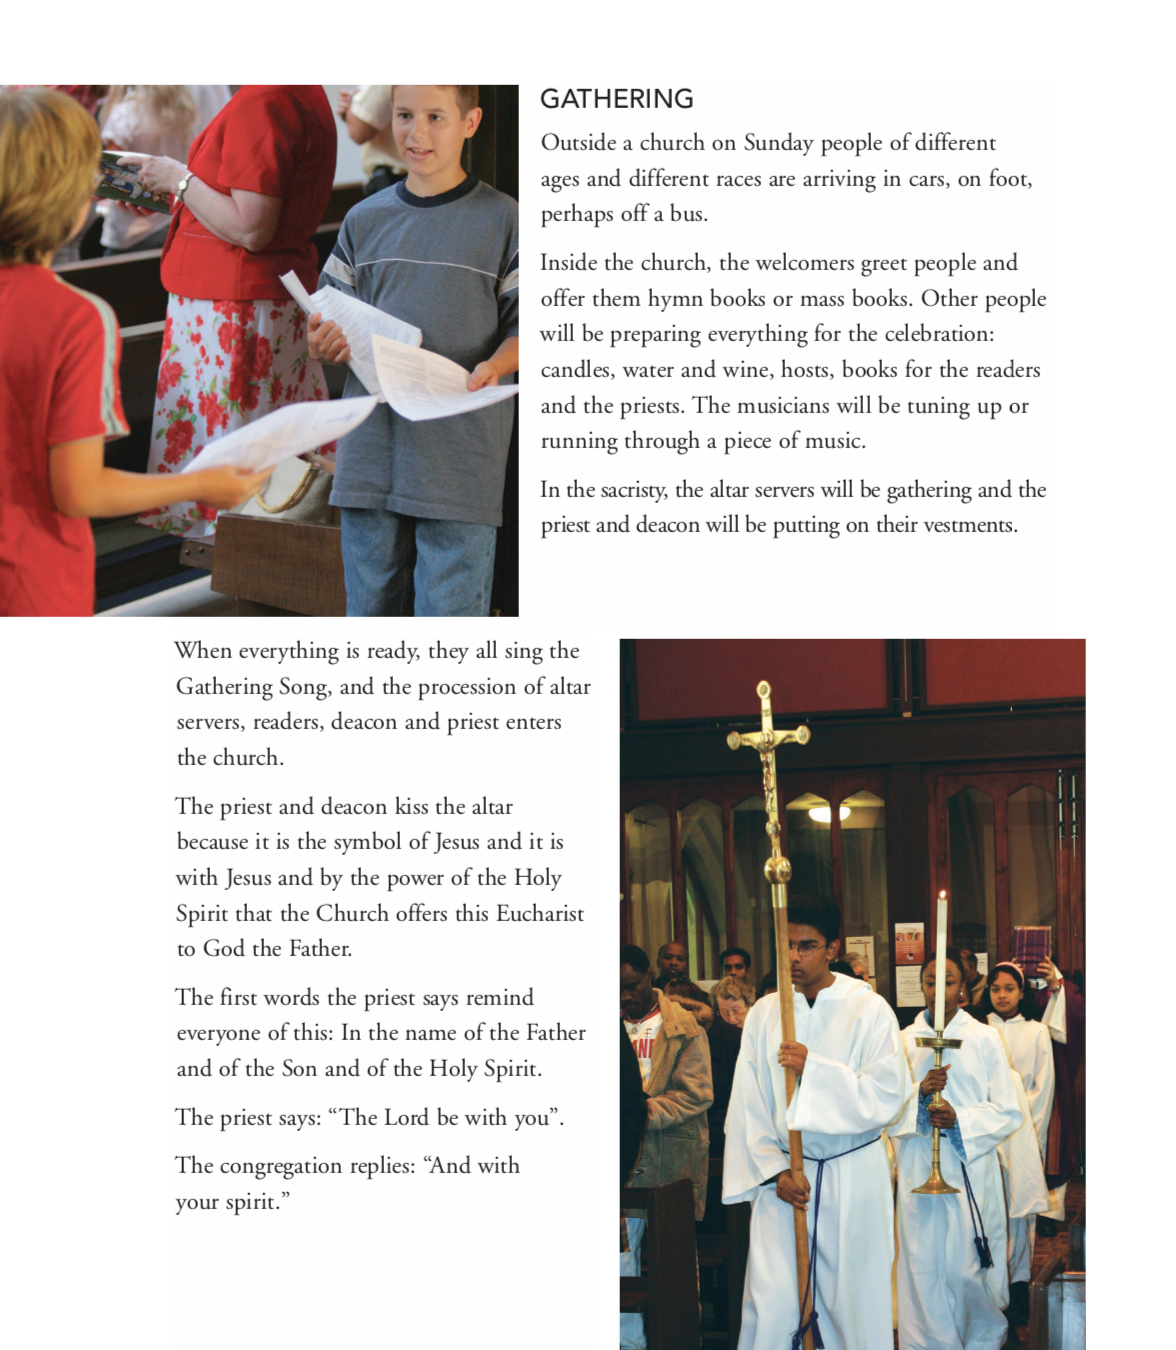 GATHERING
Outside a church on Sunday people of different
ages and different races are arriving in cars, on foot,
perhaps off a bus.
Inside the church, the welcomers greet people and
offer them hymn books or mass books. Other people
will be preparing everything for the celebration:
candles, water and wine, hosts, books for the readers
and the priests. The musicians will be tuning up or
running through a piece of music.
In the sacristy, the altar servers will be gathering and the
priest and deacon will be putting on their vestments.
When everything is ready, they all sing the
Gathering Song, and the procession of altar
servers, readers, deacon and priest enters
the church.
The priest and deacon kiss the altar
because it is the symbol of Jesus and it is
with Jesus and by the power of the Holy
Spirit that the Church offers this Eucharist
to God the Father.
The first words the priest says remind
everyone of this: In the name of the Father
and of the Son and of the Holy Spirit.
The priest says: “The Lord be with you”.
The congregation replies: “And with
your spirit.”